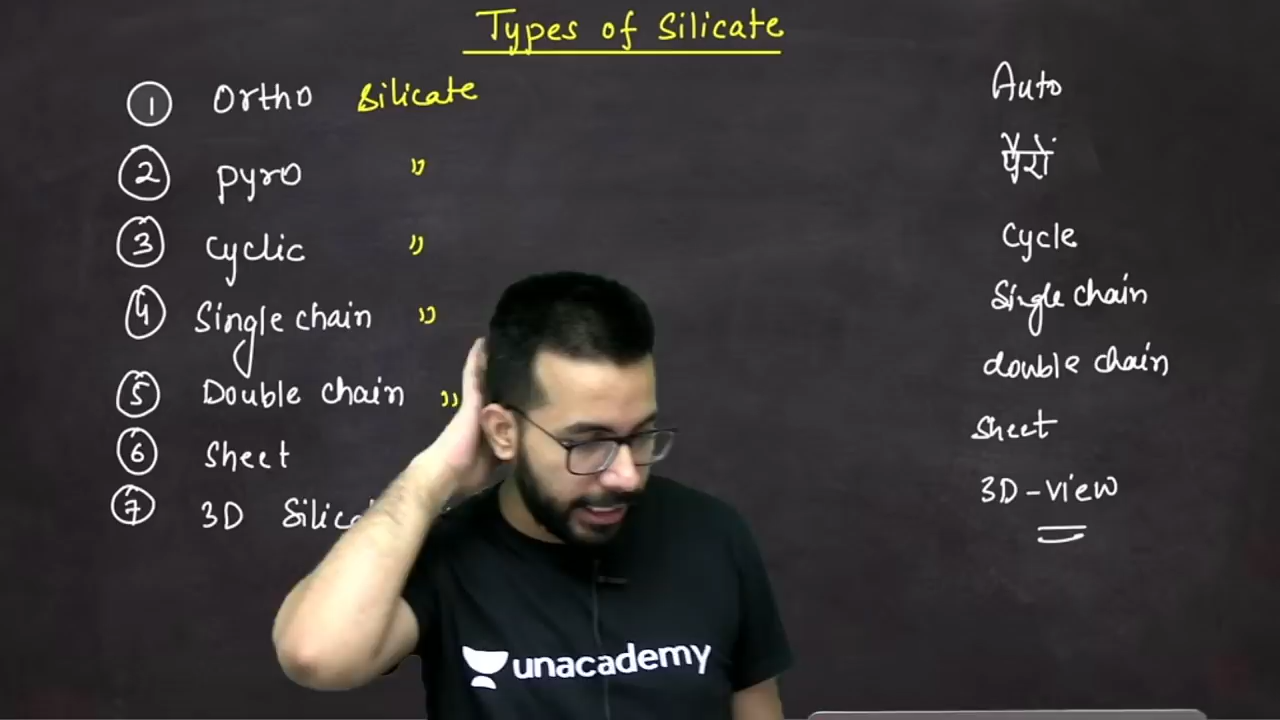 Types of Silicate
1 Ortho Silicate
2 pyro "
3 cyclic "
4 Single chain "
5 Double chain "
6 Sheet
7 3D
Auto
पैरों
Cycle
Single chain
double chain
Sheet
3D-view
unacademy